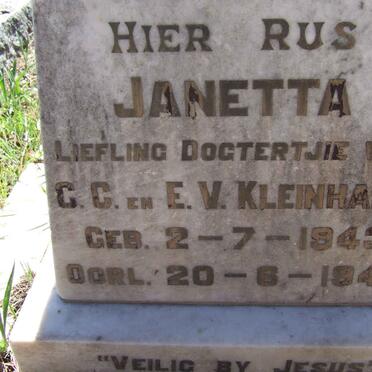 HIER RUS
JANETTA
LIEFLING DOGTERTJIE
C. C. EN E. V. KLEINHA
GEB. 2-7-194
OORL. 20-6-194
"VEILIG BY JESUS"